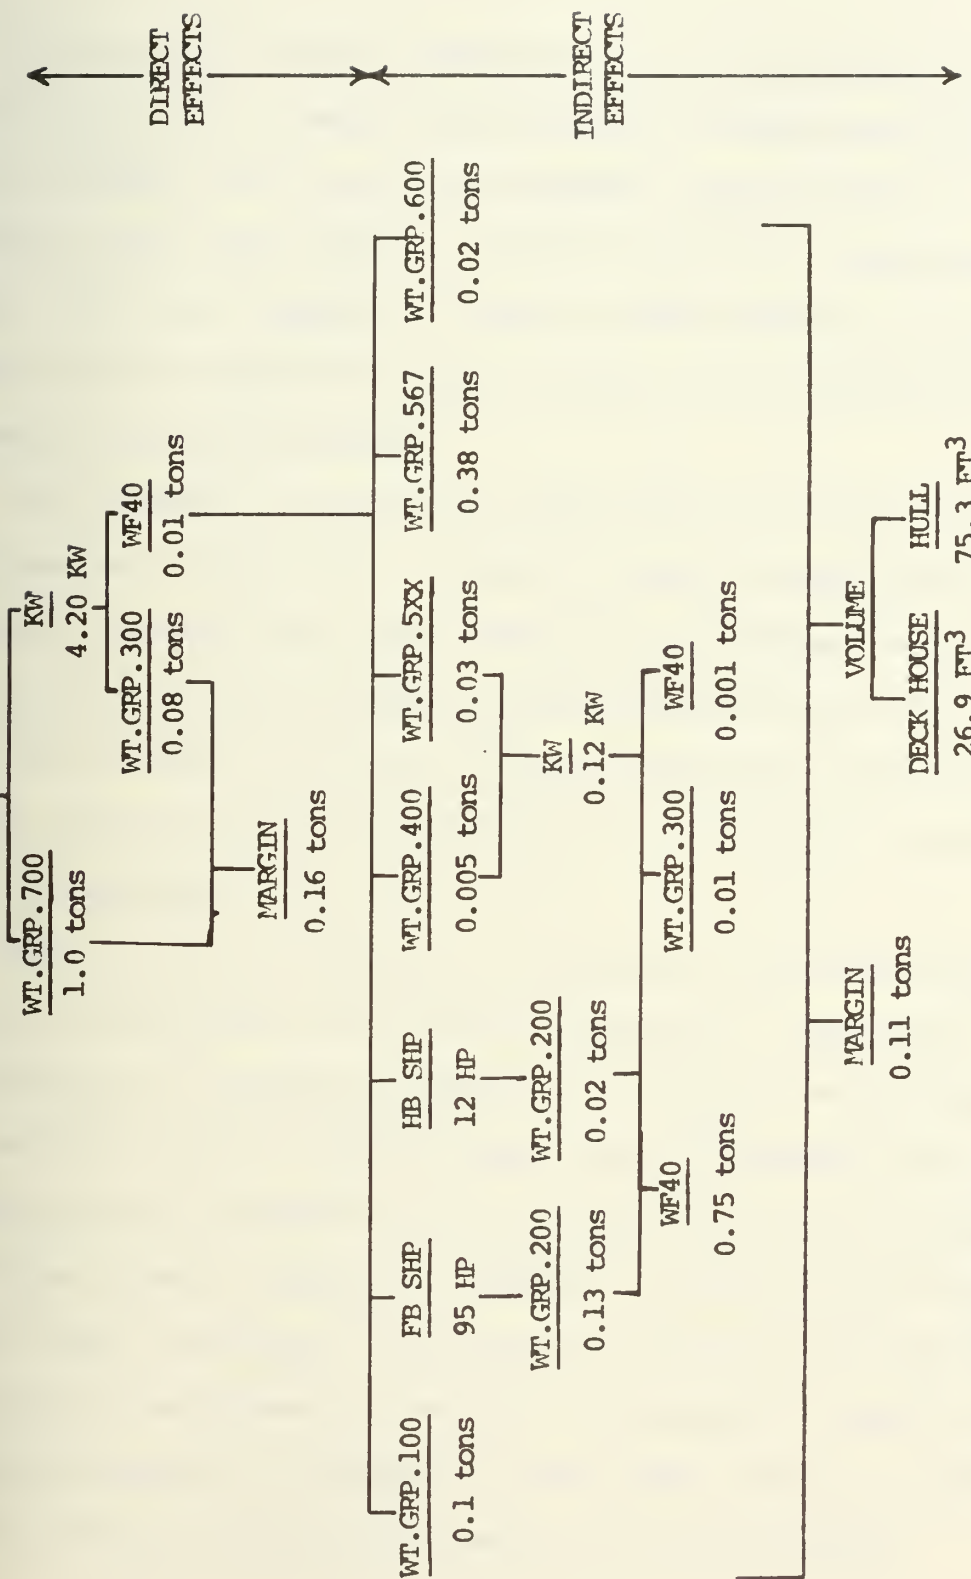 WT.GRP.700
1.0 tons
KW
4.20 KW
WT.GRP.300
0.08 tons
WF40
0.01 tons
MARGIN
0.16 tons
DIRECT
EFFECTS
WT.GRP.100
0.1 tons
FB SHP
95 HP
HB SHP
12 HP
WT.GRP.400
0.005 tons
WT.GRP.5XX
0.03 tons
WT.GRP.567
0.38 tons
WT.GRP.600
0.02 tons
WT.GRP.200
0.13 tons
WT.GRP.200
0.02 tons
KW
0.12 KW
WF40
0.75 tons
WT.GRP.300
0.01 tons
WF40
0.001 tons
INDIRECT
EFFECTS
MARGIN
0.11 tons
VOLUME
DECK HOUSE
26.9 FT3
HULL
75.3 FT3